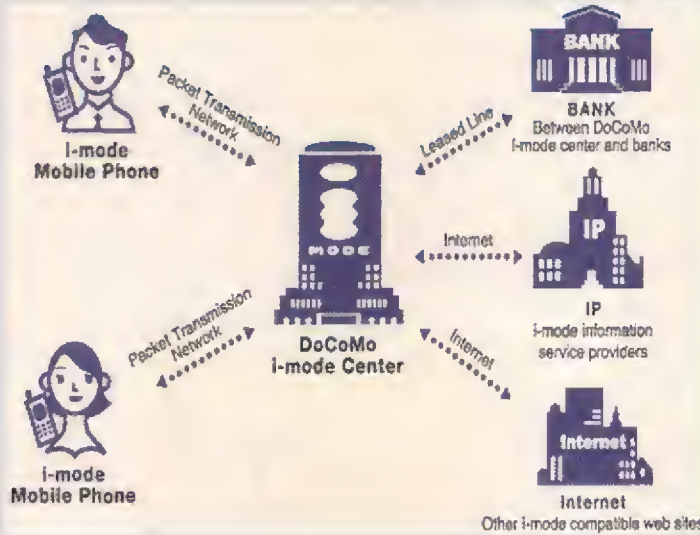 Packet Transmission
Network
i-mode
Mobile Phone
Packet Transmission
Network
i-mode
Mobile Phone
MODE
DoCoMo
i-mode Center
Leased Line
BANK
BANK
Between DoCoMo
i-mode center and banks
Internet
IP
IP
i-mode information
service providers
Internet
Internet
Internet
Other i-mode compatible web sites